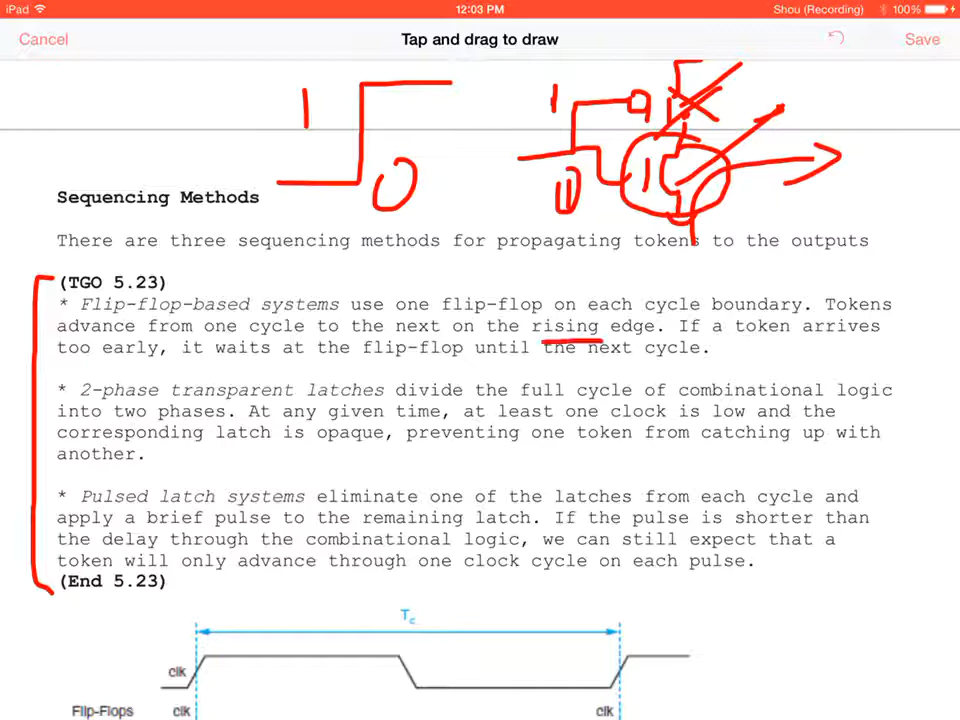 iPad 12:03 PM Shou (Recording) 100%
Cancel Tap and drag to draw Save
1 1
0 0
Sequencing Methods
There are three sequencing methods for propagating tokens to the outputs
(TGO 5.23)
* Flip-flop-based systems use one flip-flop on each cycle boundary. Tokens
advance from one cycle to the next on the rising edge. If a token arrives
too early, it waits at the flip-flop until the next cycle.
* 2-phase transparent latches divide the full cycle of combinational logic
into two phases. At any given time, at least one clock is low and the
corresponding latch is opaque, preventing one token from catching up with
another.
* Pulsed latch systems eliminate one of the latches from each cycle and
apply a brief pulse to the remaining latch. If the pulse is shorter than
the delay through the combinational logic, we can still expect that a
token will only advance through one clock cycle on each pulse.
(End 5.23)
Tc
clk
Flip-Flops clk clk